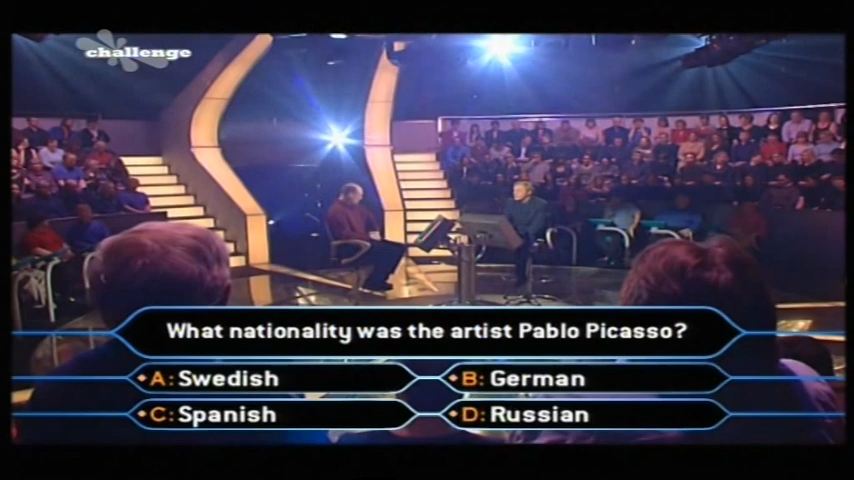 challenge
What nationality was the artist Pablo Picasso?
A: Swedish
B: German
C: Spanish
D: Russian